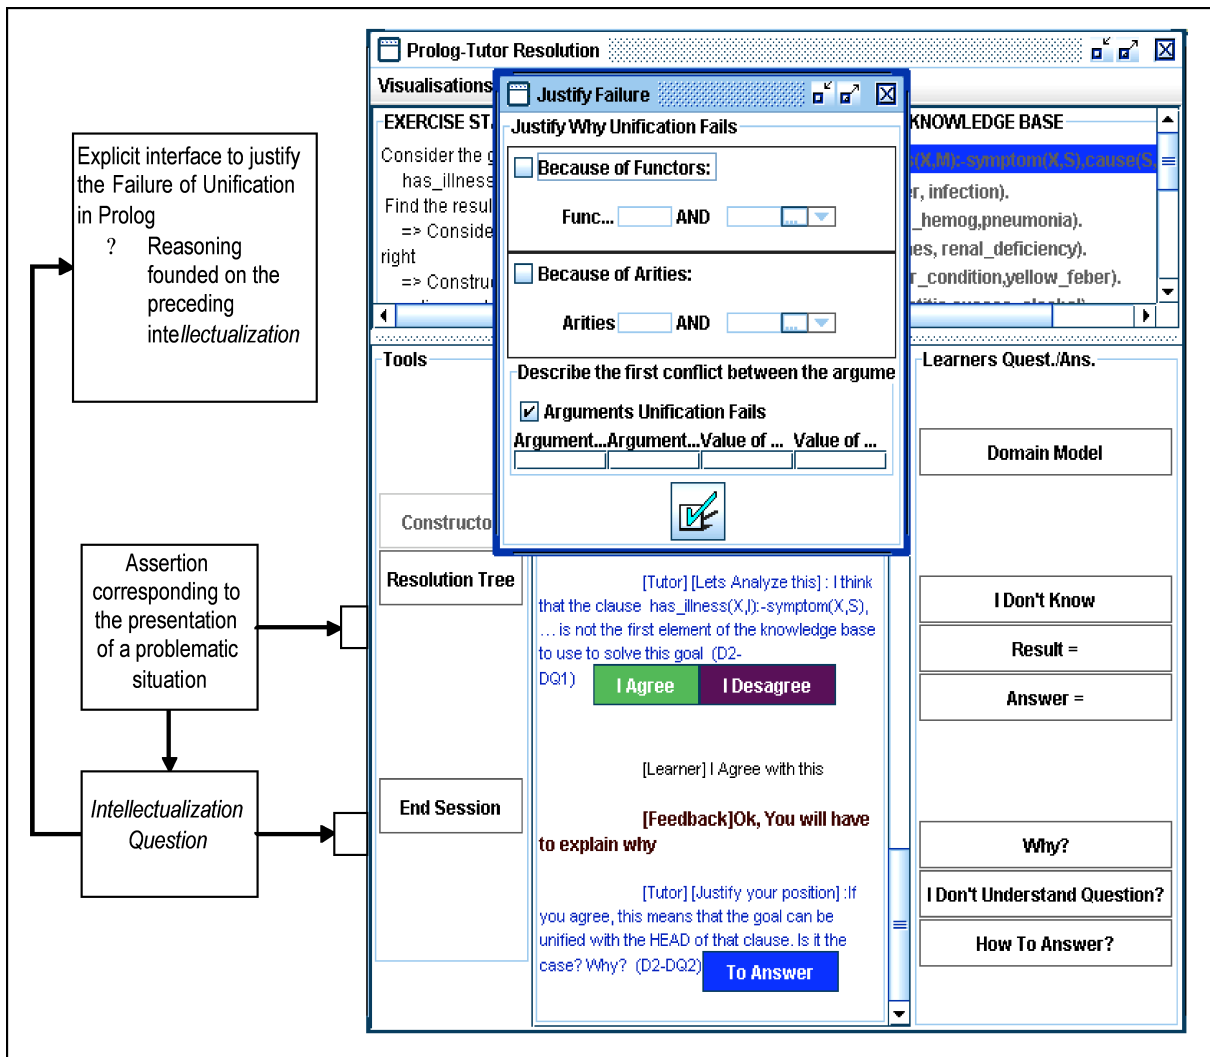 Explicit interface to justify
the Failure of Unification
in Prolog
? Reasoning
founded on the
preceding
intellectualization
Assertion
corresponding to
the presentation
of a problematic
situation
Intellectualization
Question
Prolog-Tutor Resolution
Visualisations
EXERCISE ST
Consider the g
has_illness
Find the resul
=> Conside
right
=> Constru
KNOWLEDGE BASE
s(X,M):-symptom(X,S),cause(S,
r, infection).
_hemog,pneumonia).
es, renal_deficiency).
r_condition,yellow_feber).
Justify Failure
Justify Why Unification Fails
Because of Functors:
Func... AND ...
Because of Arities:
Arities AND ...
Describe the first conflict between the argume
Arguments Unification Fails
Argument... Argument... Value of ... Value of ...
Tools
Constructo
Resolution Tree
End Session
[Tutor] [Lets Analyze this] : I think
that the clause has_illness(X,I):-symptom(X,S),
... is not the first element of the knowledge base
to use to solve this goal (D2-
DQ1)
I Agree I Desagree
[Learner] I Agree with this
[Feedback]Ok, You will have
to explain why
[Tutor] [Justify your position] :If
you agree, this means that the goal can be
unified with the HEAD of that clause. Is it the
case? Why? (D2-DQ2)
To Answer
Learners Quest./Ans.
Domain Model
I Don't Know
Result =
Answer =
Why?
I Don't Understand Question?
How To Answer?